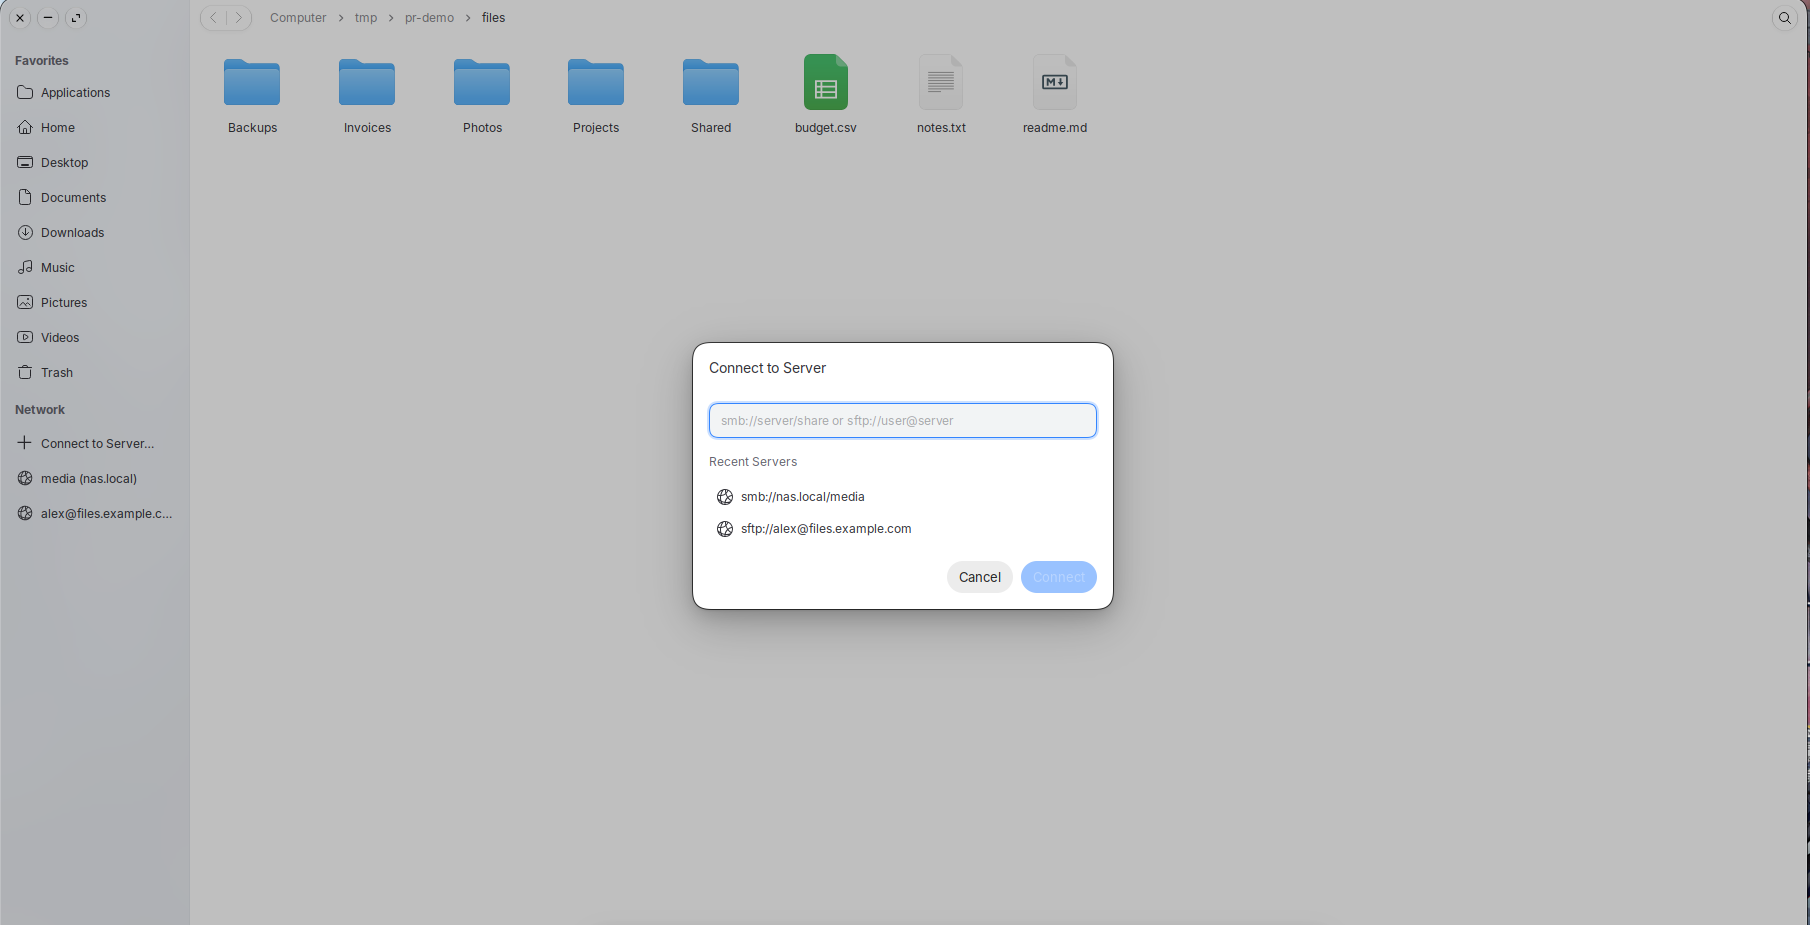 Computer > tmp > pr-demo > files
Favorites
Applications
Home
Desktop
Documents
Downloads
Music
Pictures
Videos
Trash
Network
Connect to Server...
media (nas.local)
alex@files.example.c...
Backups
Invoices
Photos
Projects
Shared
budget.csv
notes.txt
M
readme.md
Connect to Server
smb://server/share or sftp://user@server
Recent Servers
smb://nas.local/media
sftp://alex@files.example.com
Cancel
Connect